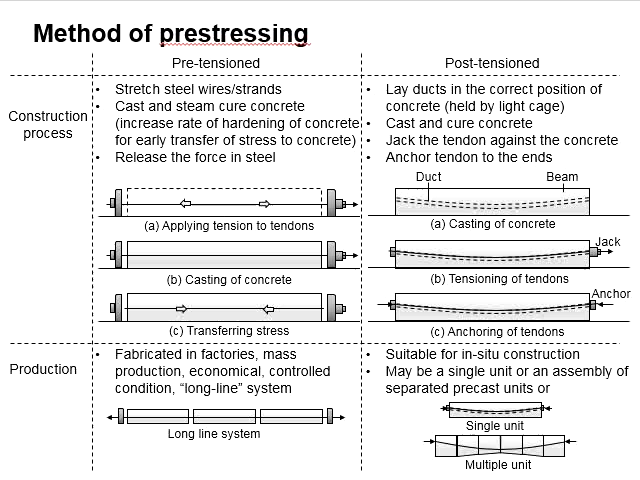 Method of prestressing
Pre-tensioned
Post-tensioned
Construction
process
• Stretch steel wires/strands
• Cast and steam cure concrete
(increase rate of hardening of concrete
for early transfer of stress to concrete)
• Release the force in steel
• Lay ducts in the correct position of
concrete (held by light cage)
• Cast and cure concrete
• Jack the tendon against the concrete
• Anchor tendon to the ends
(a) Applying tension to tendons
(b) Casting of concrete
(c) Transferring stress
Duct
Beam
(a) Casting of concrete
Jack
(b) Tensioning of tendons
Anchor
(c) Anchoring of tendons
Production
• Fabricated in factories, mass
production, economical, controlled
condition, “long-line” system
Long line system
• Suitable for in-situ construction
• May be a single unit or an assembly of
separated precast units or
Single unit
Multiple unit